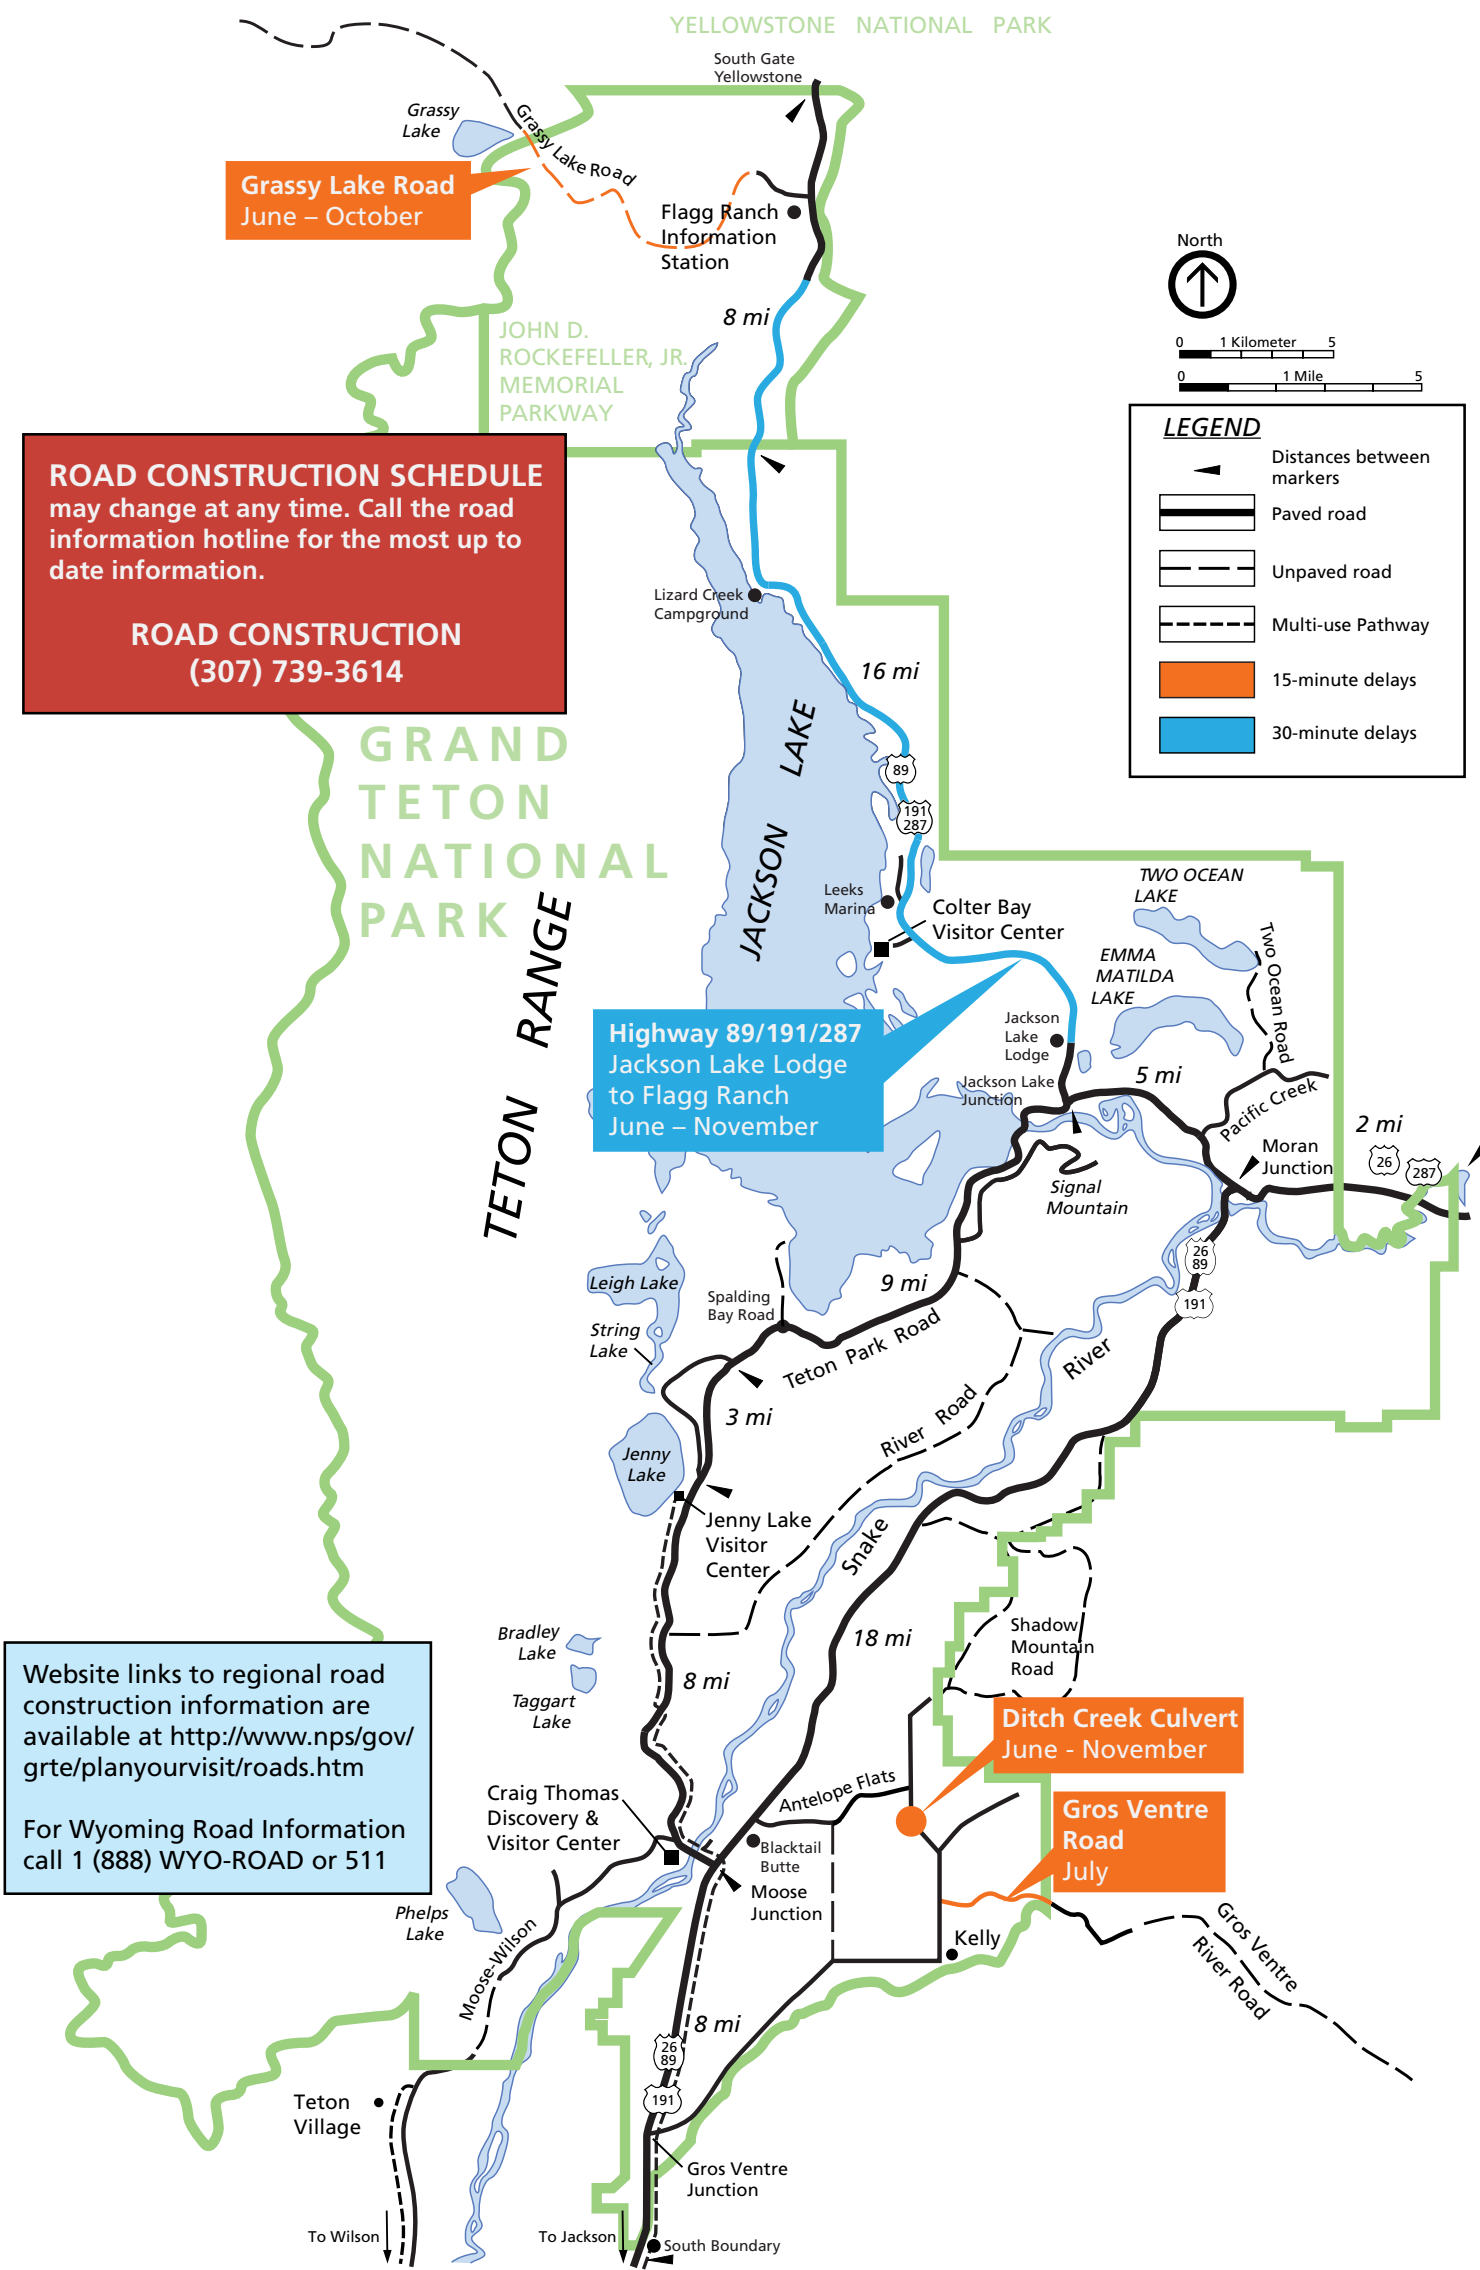 YELLOWSTONE NATIONAL PARK
South Gate
Yellowstone
Grassy
Lake
Grassy Lake Road
Grassy Lake Road
June – October
Flagg Ranch
Information
Station
North
8 mi
JOHN D.
ROCKEFELLER, JR.
MEMORIAL
PARKWAY
0 1 Kilometer 5
0 1 Mile 5
LEGEND
Distances between
markers
Paved road
Unpaved road
Multi-use Pathway
15-minute delays
30-minute delays
ROAD CONSTRUCTION SCHEDULE
may change at any time. Call the road
information hotline for the most up to
date information.
ROAD CONSTRUCTION
(307) 739-3614
Lizard Creek
Campground
16 mi
GRAND
TETON
NATIONAL
PARK
JACKSON LAKE
89
191
287
TETON RANGE
Leeks
Marina
Colter Bay
Visitor Center
TWO OCEAN
LAKE
Two Ocean Road
EMMA
MATILDA
LAKE
Highway 89/191/287
Jackson Lake Lodge
to Flagg Ranch
June – November
Jackson
Lake
Lodge
Jackson Lake
Junction
5 mi
Pacific Creek
2 mi
Moran
Junction
26
287
Signal
Mountain
26
89
191
Leigh Lake
String
Lake
Spalding
Bay Road
9 mi
Teton Park Road
River Road
Snake River
3 mi
Jenny
Lake
Jenny Lake
Visitor
Center
Bradley
Lake
Taggart
Lake
8 mi
18 mi
Shadow
Mountain
Road
Website links to regional road
construction information are
available at http://www.nps/gov/
grte/planyourvisit/roads.htm
For Wyoming Road Information
call 1 (888) WYO-ROAD or 511
Ditch Creek Culvert
June - November
Craig Thomas
Discovery &
Visitor Center
Antelope Flats
Gros Ventre
Road
July
Blacktail
Butte
Moose
Junction
Phelps
Lake
Moose-Wilson
Kelly
Gros Ventre
River Road
8 mi
26
89
191
Teton
Village
Gros Ventre
Junction
To Wilson
To Jackson
South Boundary